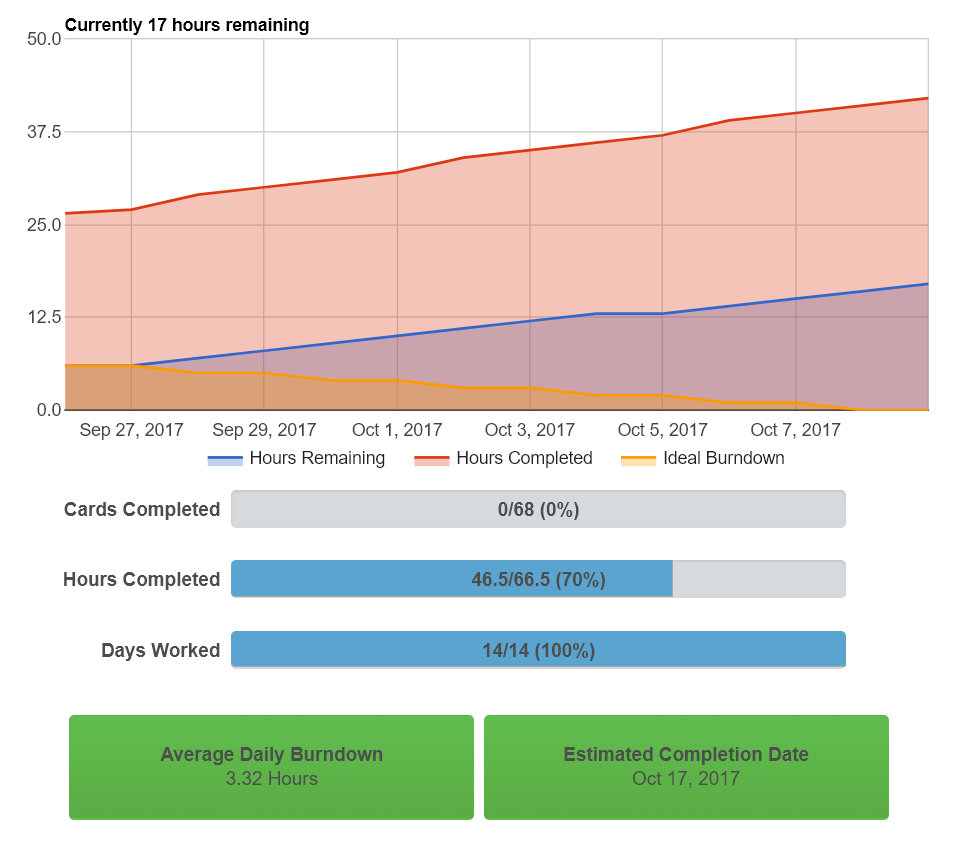 Currently 17 hours remaining
50.0
37.5
25.0
12.5
0.0
Sep 27, 2017 Sep 29, 2017 Oct 1, 2017 Oct 3, 2017 Oct 5, 2017 Oct 7, 2017
Hours Remaining Hours Completed Ideal Burndown
Cards Completed 0/68 (0%)
Hours Completed 46.5/66.5 (70%)
Days Worked 14/14 (100%)
Average Daily Burndown
3.32 Hours
Estimated Completion Date
Oct 17, 2017